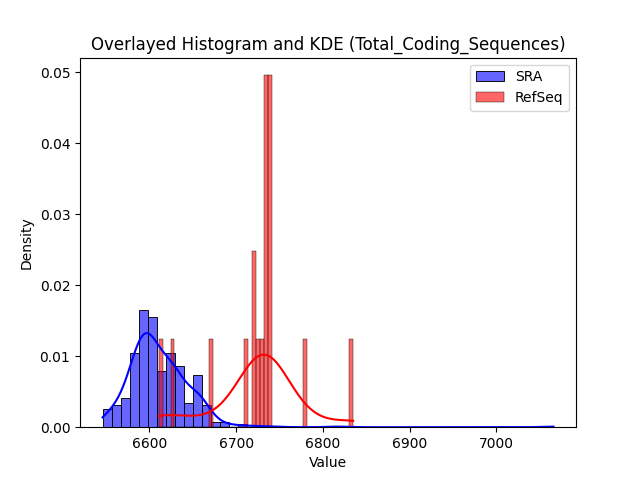 Overlayed Histogram and KDE (Total_Coding_Sequences)
SRA
RefSeq
0.05
0.04
0.03
0.02
0.01
0.00
Density
6600 6700 6800 6900 7000
Value